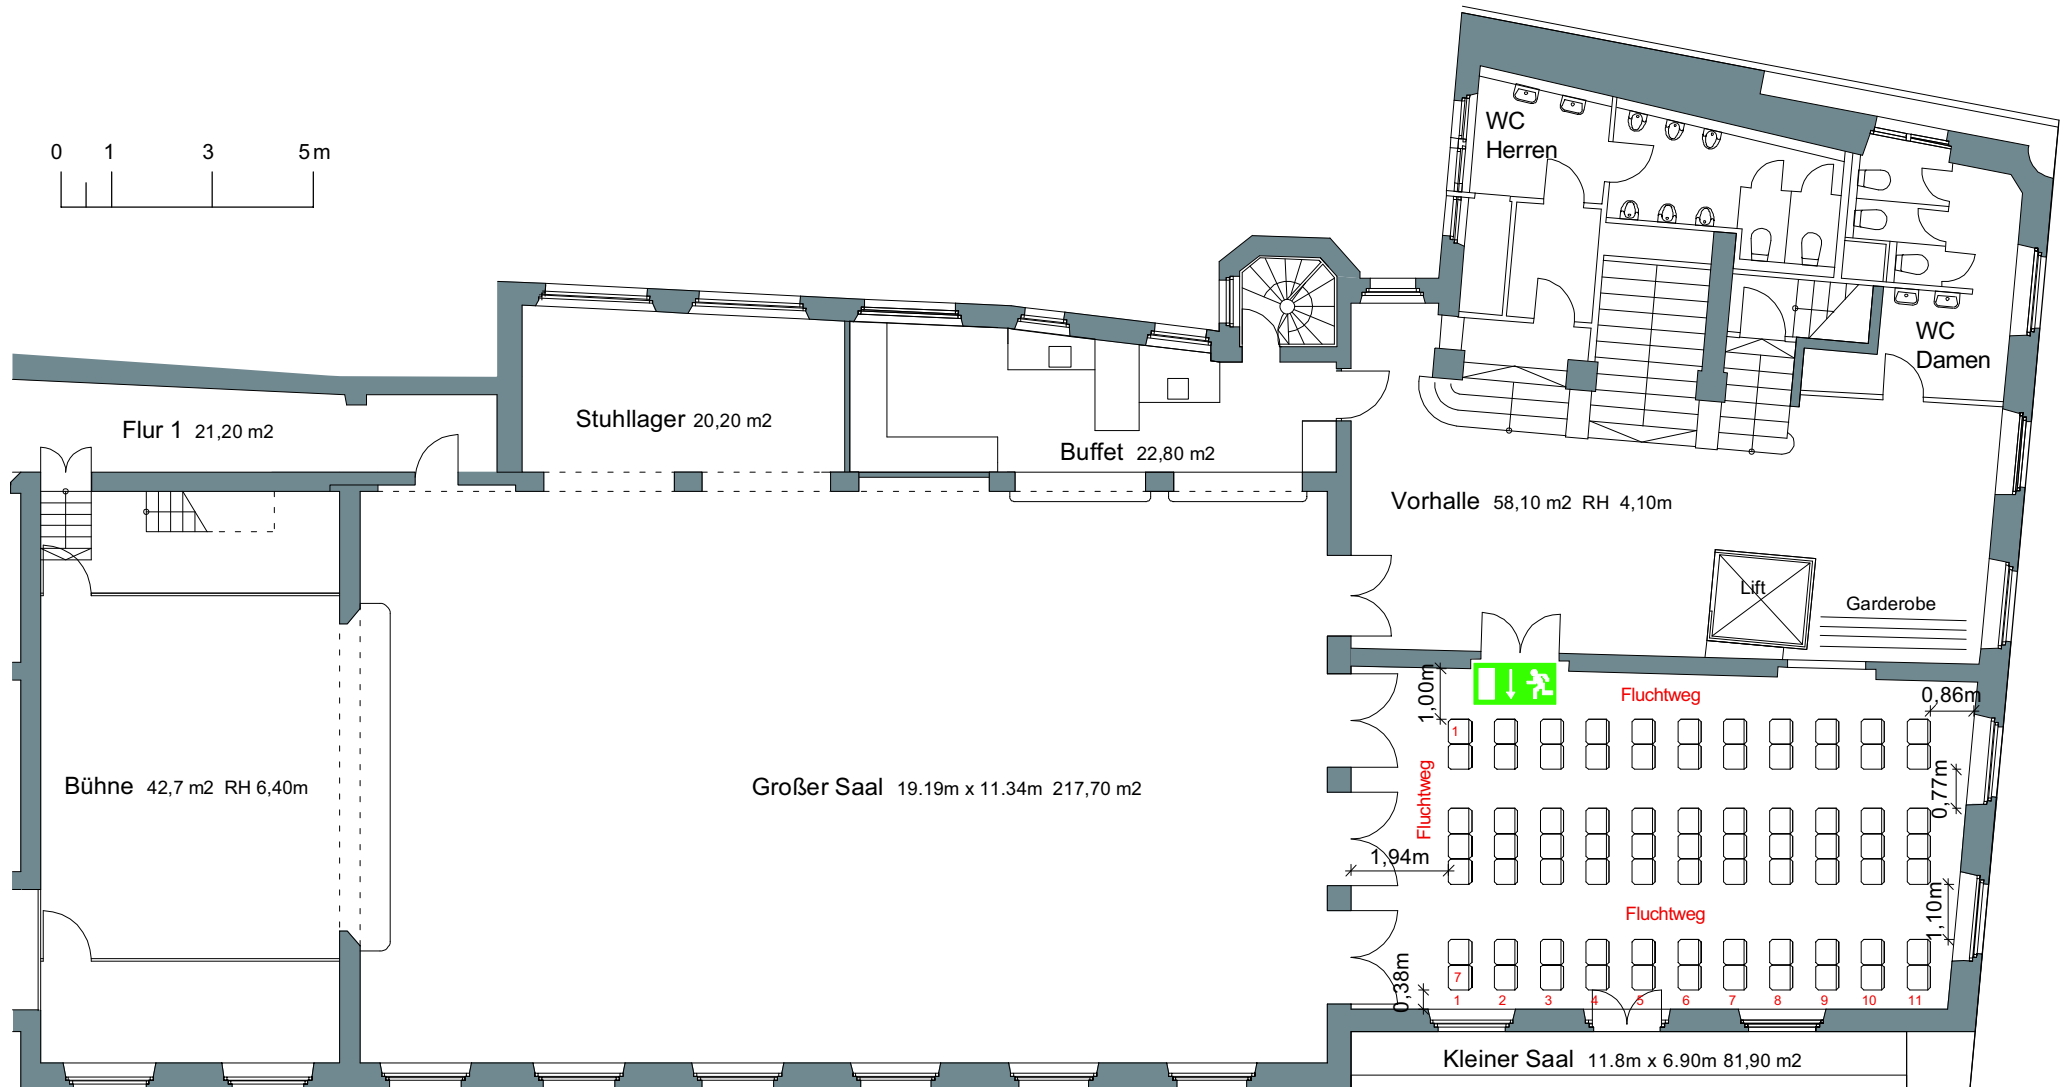 0 1 3 5 m
WC
Herren
WC
Damen
Flur 1 21,20 m2
Stuhllager 20,20 m2
Buffet 22,80 m2
Vorhalle 58,10 m2 RH 4,10m
Lift
Garderobe
1,00m
Fluchtweg
0,86m
1
Bühne 42,7 m2 RH 6,40m
Großer Saal 19.19m x 11.34m 217,70 m2
Fluchtweg
0,77m
1,94m
Fluchtweg
1,10m
0,38m
7
1 2 3 4 5 6 7 8 9 10 11
Kleiner Saal 11.8m x 6.90m 81,90 m2